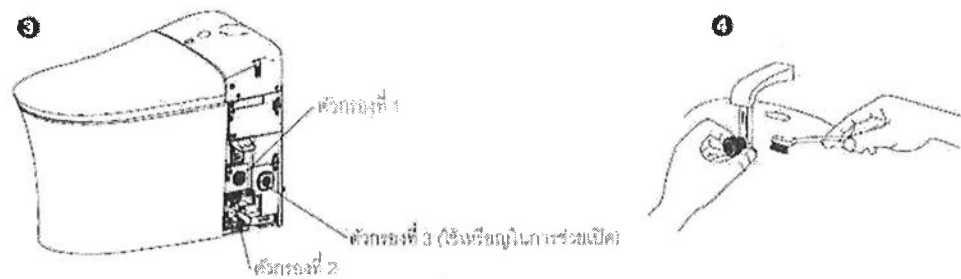 ❸
❹
ตัวกรองที่ 1
ตัวกรองที่ 3 (ใช้เหรียญในการช่วยเปิด)
ตัวกรองที่ 2